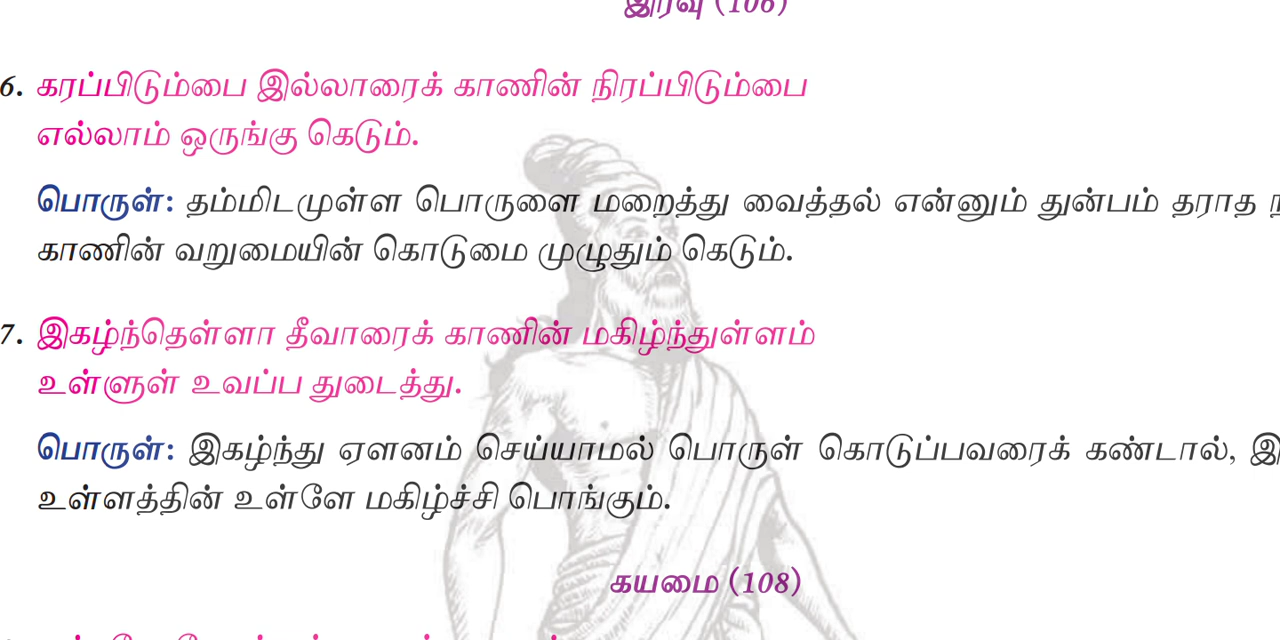 இரவு (106)
6. கரப்பிடும்பை இல்லாரைக் காணின் நிரப்பிடும்பை
எல்லாம் ஒருங்கு கெடும்.
பொருள்: தம்மிடமுள்ள பொருளை மறைத்து வைத்தல் என்னும் துன்பம் தராத
காணின் வறுமையின் கொடுமை முழுதும் கெடும்.
7. இகழ்ந்தெள்ளா தீவாரைக் காணின் மகிழ்ந்துள்ளம்
உள்ளுள் உவப்ப துடைத்து.
பொருள்: இகழ்ந்து ஏளனம் செய்யாமல் பொருள் கொடுப்பவரைக் கண்டால்,
உள்ளத்தின் உள்ளே மகிழ்ச்சி பொங்கும்.
கயமை (108)